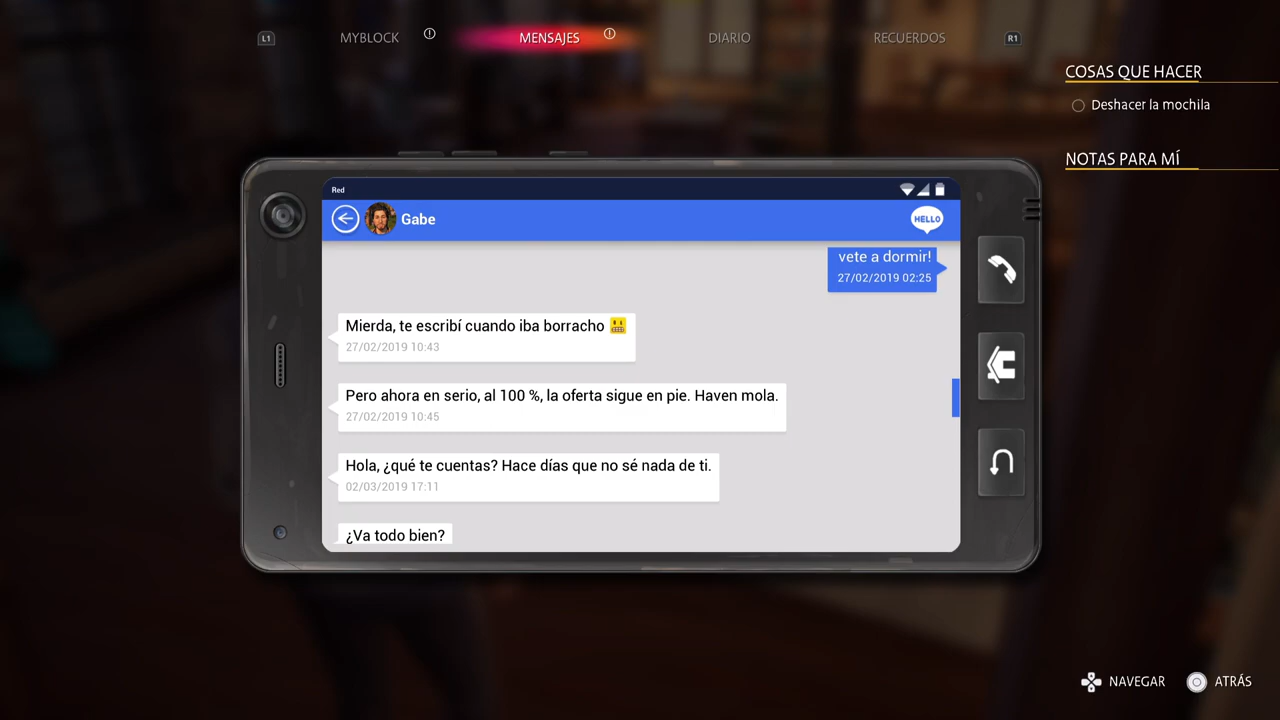 L1
MYBLOCK
MENSAJES
DIARIO
RECUERDOS
R1
COSAS QUE HACER
Deshacer la mochila
NOTAS PARA MÍ
Red
Gabe
HELLO
vete a dormir!
27/02/2019 02:25
Mierda, te escribí cuando iba borracho
27/02/2019 10:43
Pero ahora en serio, al 100 %, la oferta sigue en pie. Haven mola.
27/02/2019 10:45
Hola, ¿qué te cuentas? Hace días que no sé nada de ti.
02/03/2019 17:11
¿Va todo bien?
NAVEGAR
ATRÁS